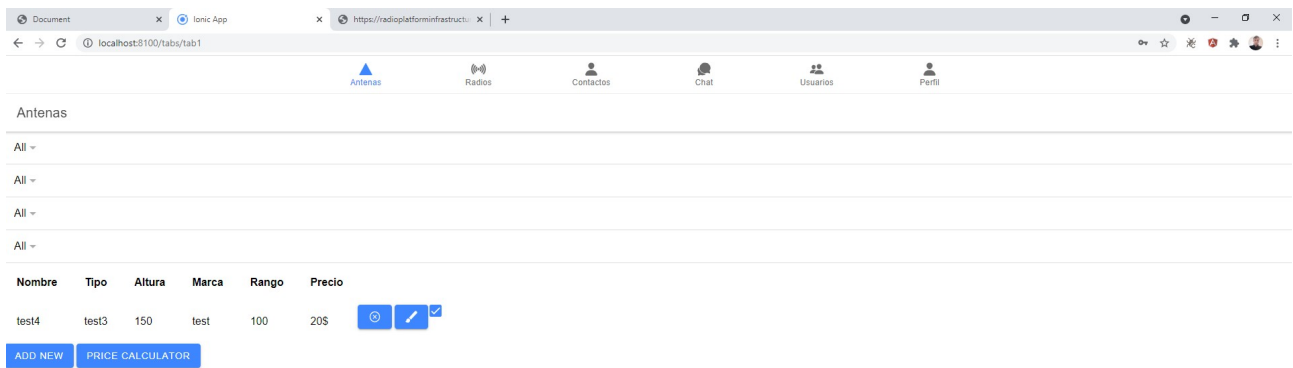 Document Ionic App https://radioplatforminfrastructu
localhost:8100/tabs/tab1
Antenas Radios Contactos Chat Usuarios Perfil
Antenas
All
All
All
All
Nombre Tipo Altura Marca Rango Precio
test4 test3 150 test 100 20$
ADD NEW PRICE CALCULATOR